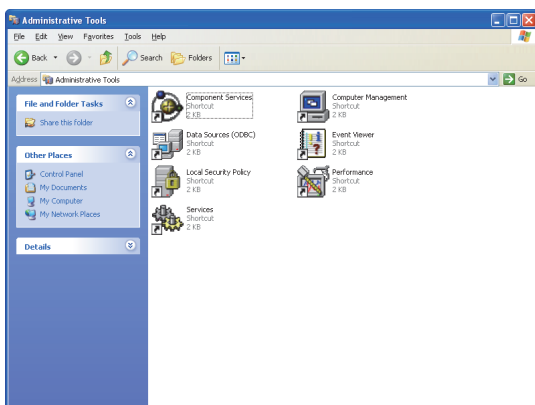 Administrative Tools
File Edit View Favorites Tools Help
Back Search Folders
Address Administrative Tools Go
File and Folder Tasks
Share this folder
Other Places
Control Panel
My Documents
My Computer
My Network Places
Details
Component Services
Shortcut
2 KB
Computer Management
Shortcut
2 KB
Data Sources (ODBC)
Shortcut
2 KB
Event Viewer
Shortcut
2 KB
Local Security Policy
Shortcut
2 KB
Performance
Shortcut
2 KB
Services
Shortcut
2 KB